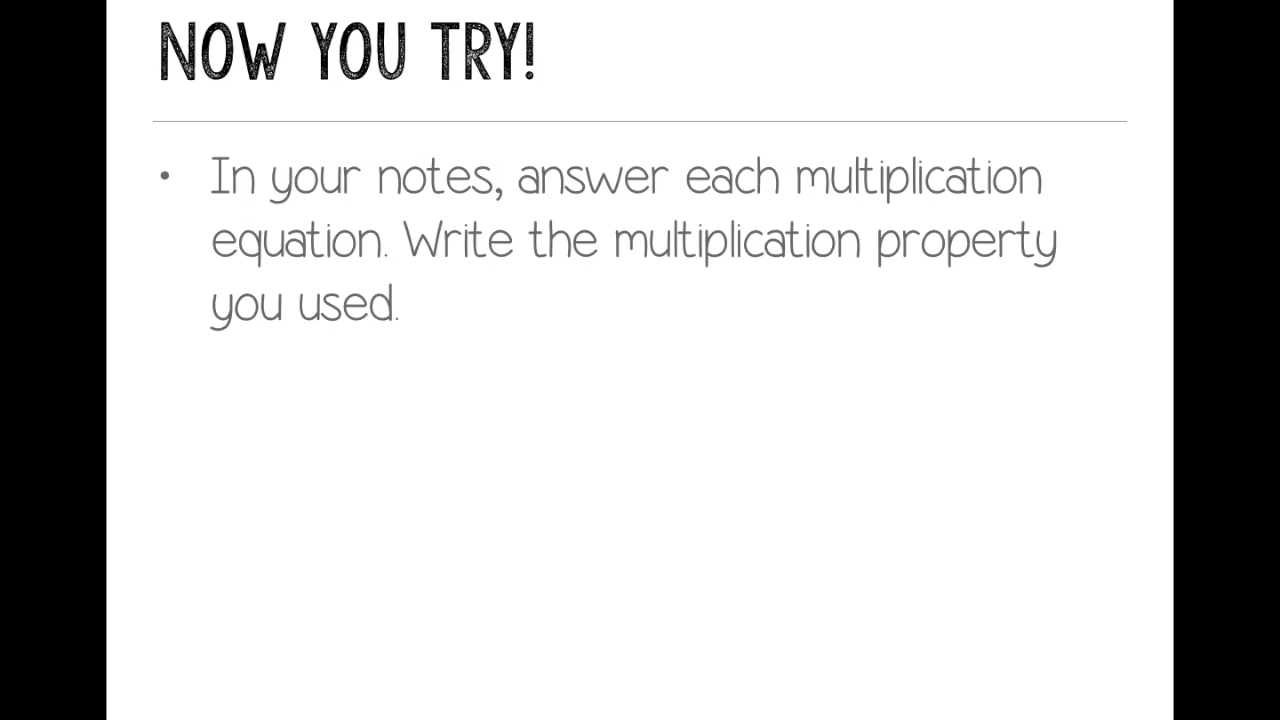 NOW YOU TRY!
• In your notes, answer each multiplication
equation. Write the multiplication property
you used.